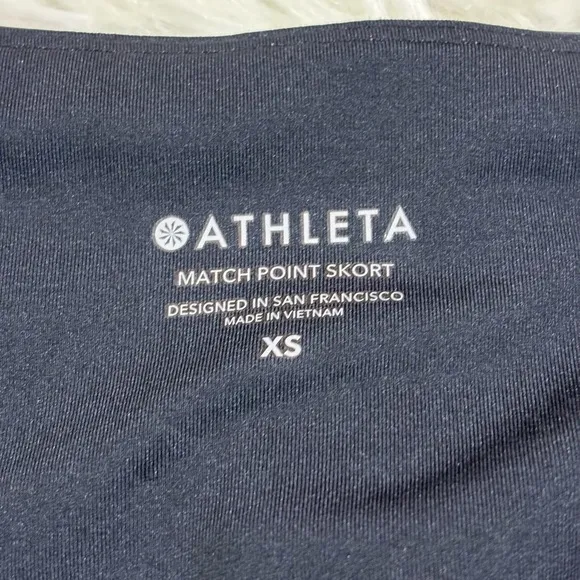 ATHLETA
MATCH POINT SKORT
DESIGNED IN SAN FRANCISCO
MADE IN VIETNAM
XS